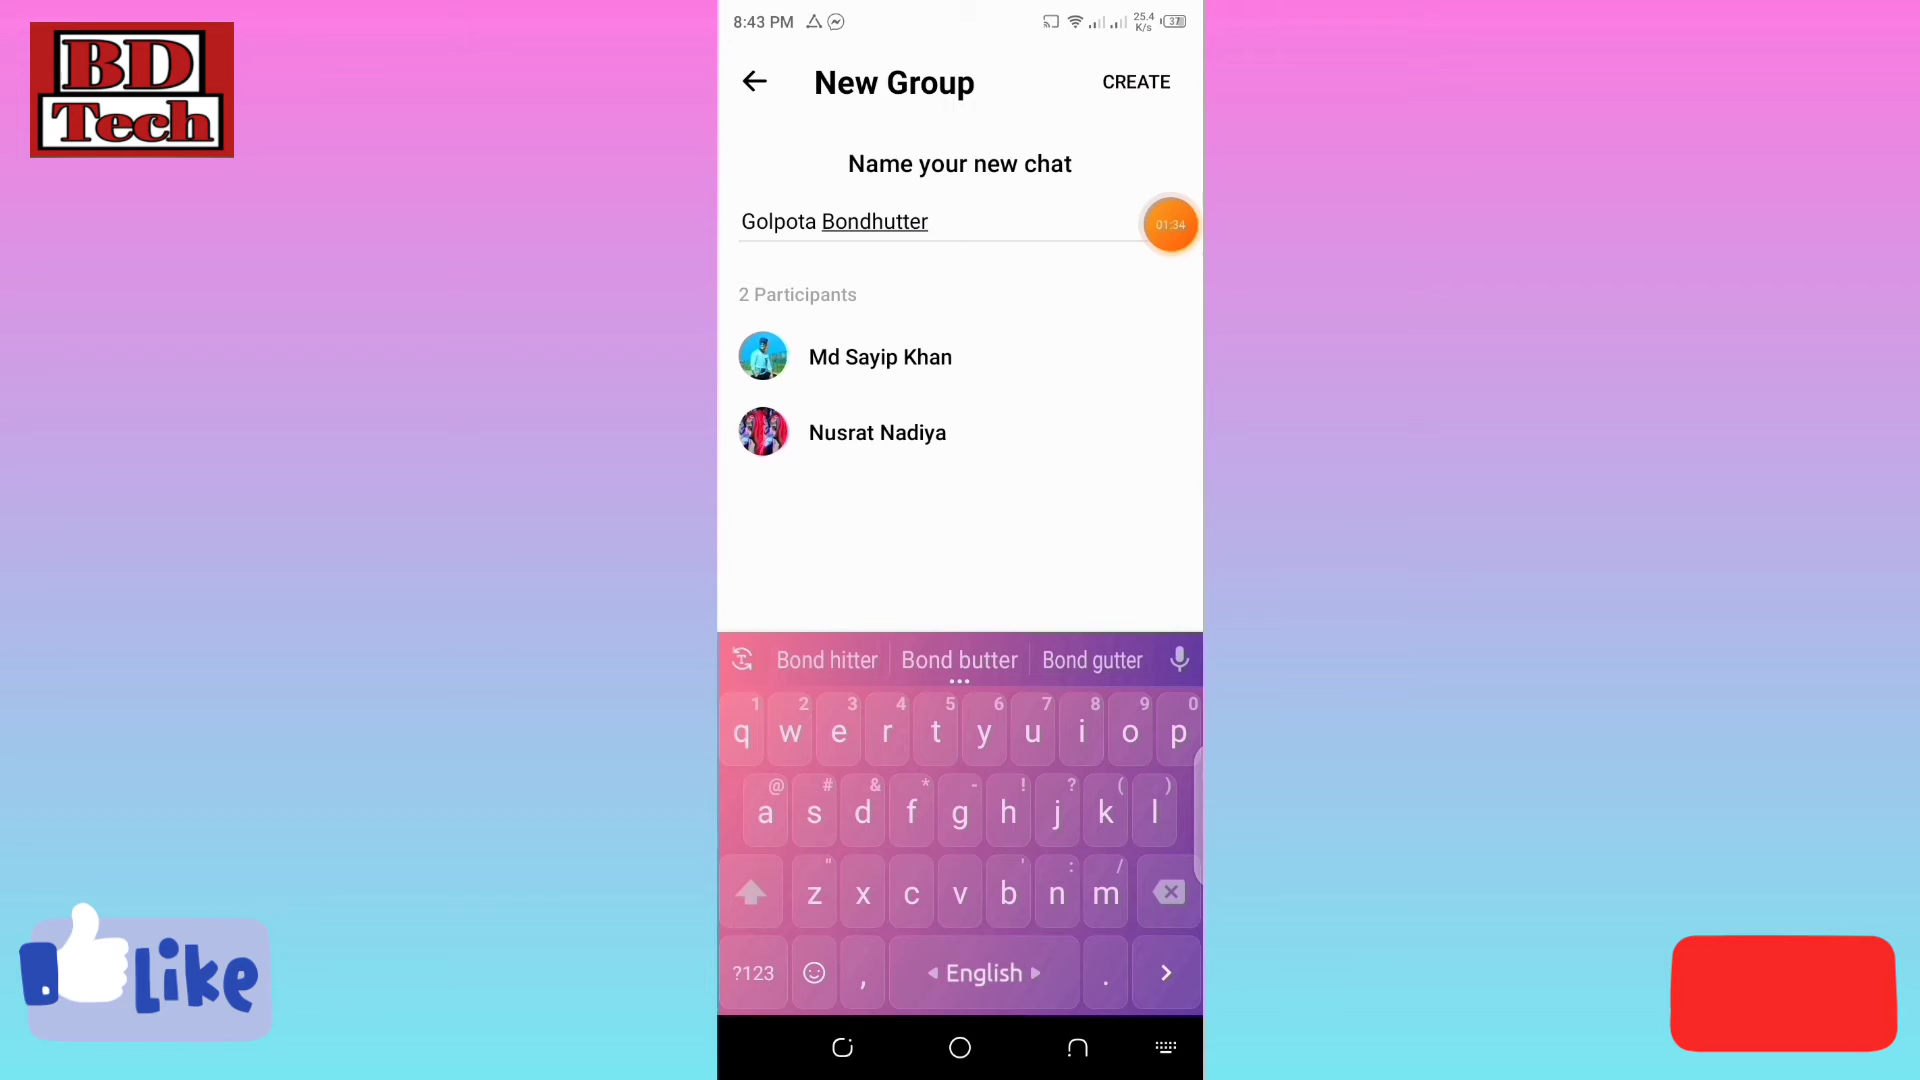 BD
Tech
8:43 PM
25.4
K/s
37
New Group
CREATE
Name your new chat
Golpota Bondhutter
01:34
2 Participants
Md Sayip Khan
Nusrat Nadiya
Bond hitter
Bond butter
Bond gutter
1 2 3 4 5 6 7 8 9 0
q w e r t y u i o p
@ # & * - ! ? ( )
a s d f g h j k l
" ' : /
z x c v b n m
?123 , English .
Like